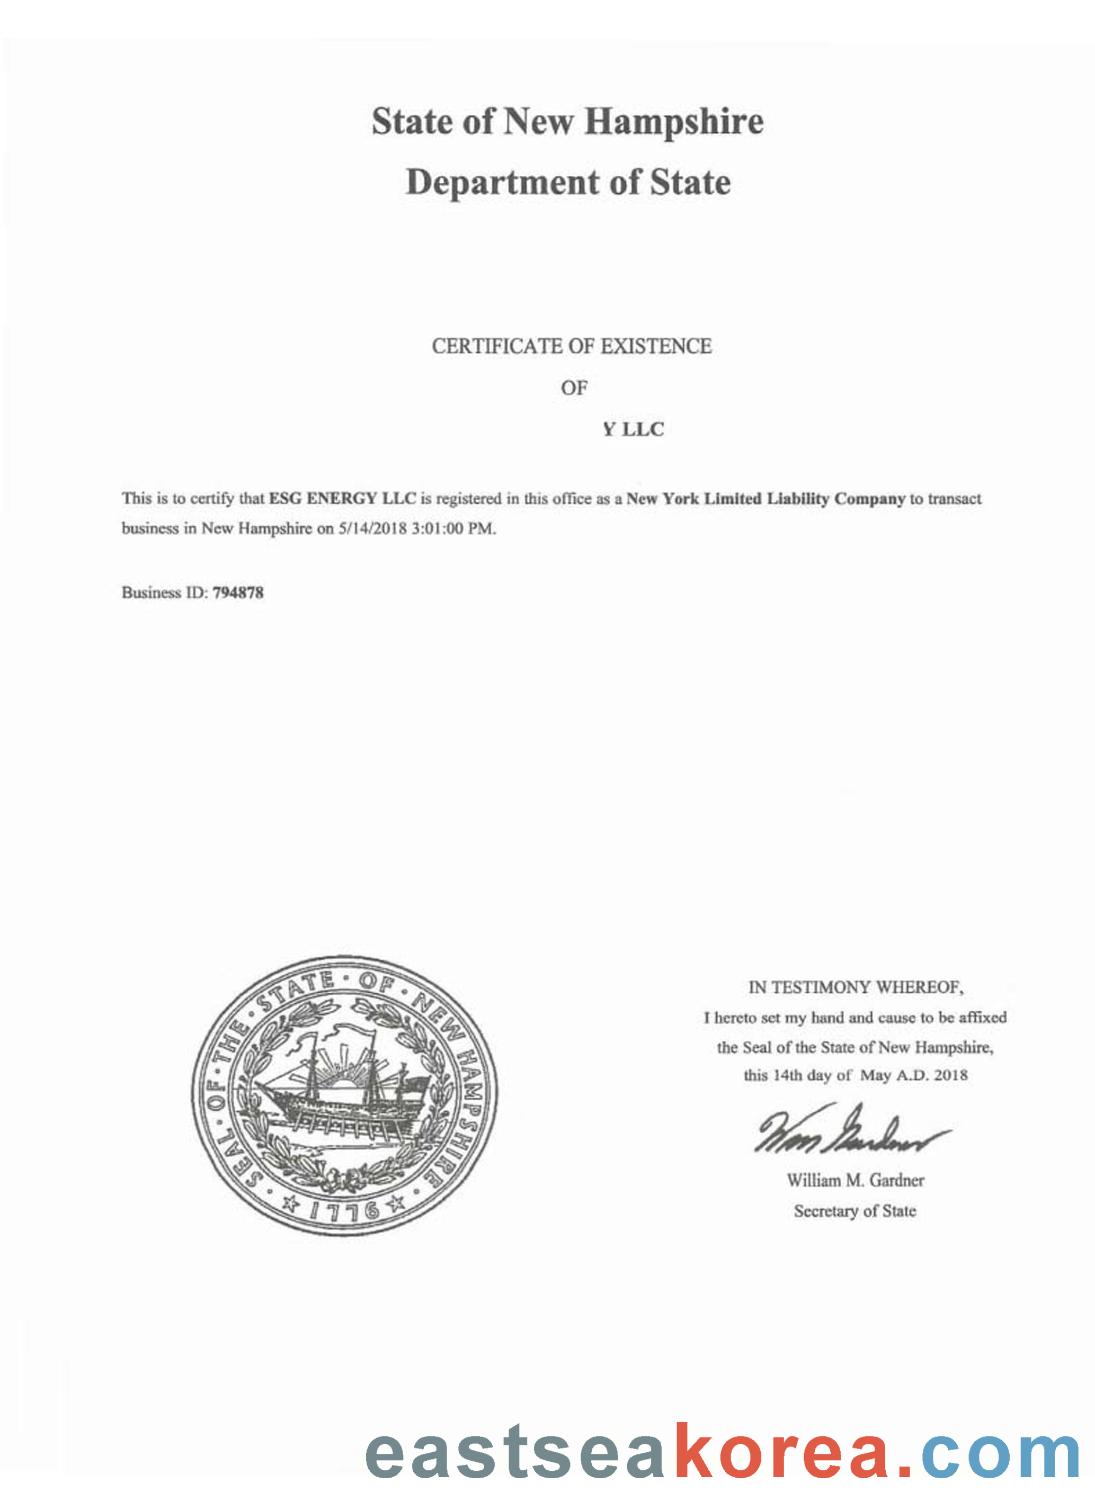 State of New Hampshire
Department of State
CERTIFICATE OF EXISTENCE
OF
Y LLC
This is to certify that ESG ENERGY LLC is registered in this office as a New York Limited Liability Company to transact
business in New Hampshire on 5/14/2018 3:01:00 PM.
Business ID: 794878
SEAL · OF · THE · STATE · OF · NEW HAMPSHIRE ·
1776
IN TESTIMONY WHEREOF,
I hereto set my hand and cause to be affixed
the Seal of the State of New Hampshire,
this 14th day of May A.D. 2018
Wm Gardner
William M. Gardner
Secretary of State
eastseakorea.com